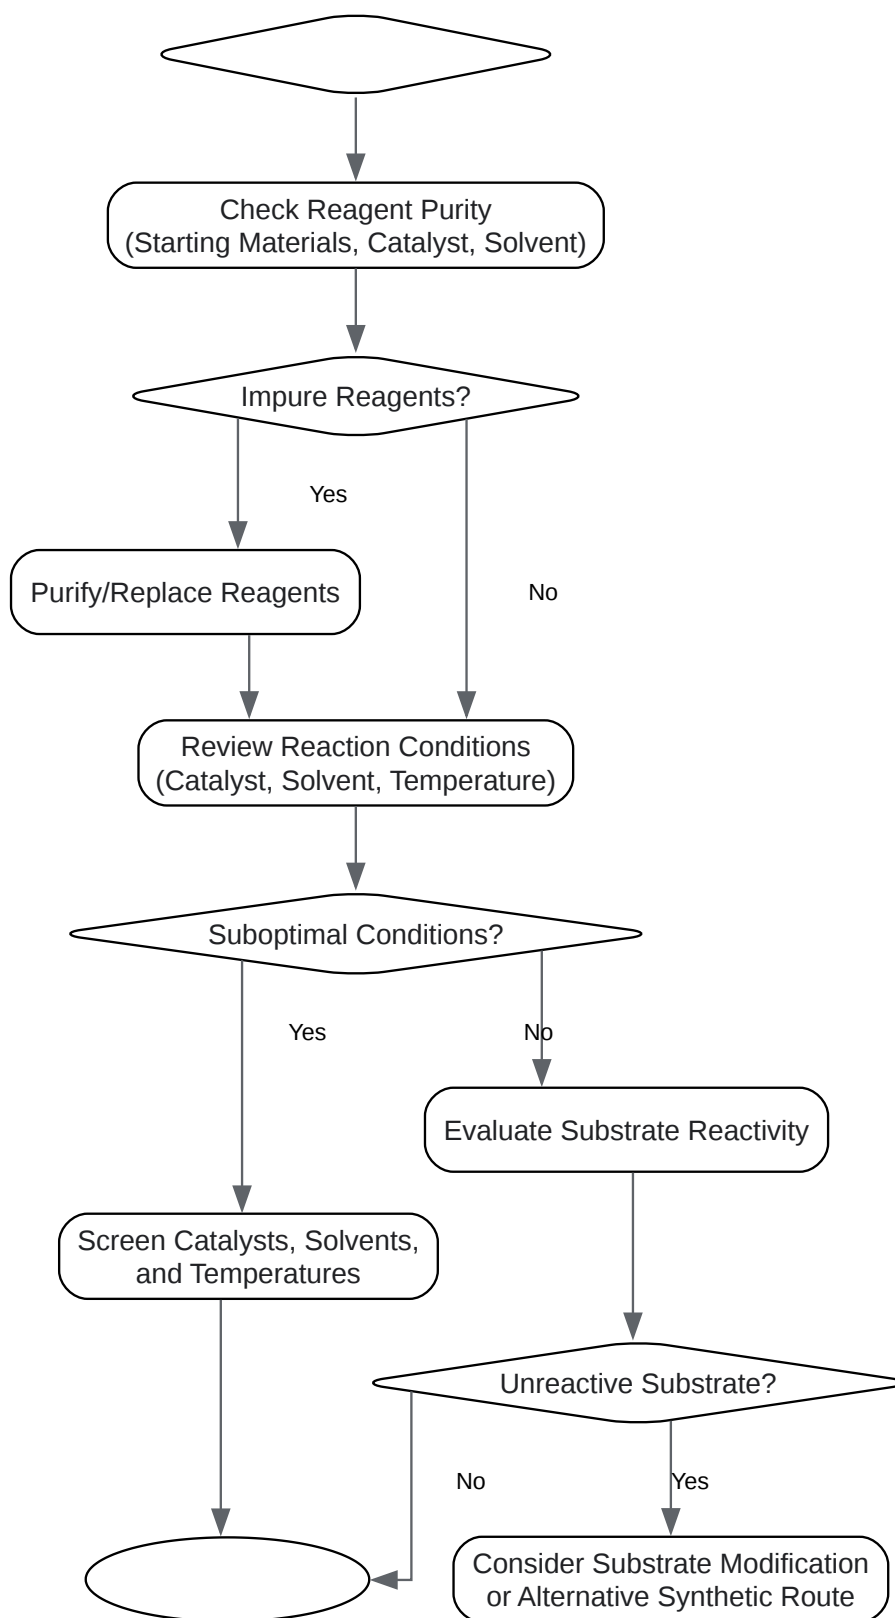 Check Reagent Purity
(Starting Materials, Catalyst, Solvent)
Impure Reagents?
Yes
Purify/Replace Reagents
No
Review Reaction Conditions
(Catalyst, Solvent, Temperature)
Suboptimal Conditions?
Yes
No
Evaluate Substrate Reactivity
Screen Catalysts, Solvents,
and Temperatures
Unreactive Substrate?
No
Yes
Consider Substrate Modification
or Alternative Synthetic Route